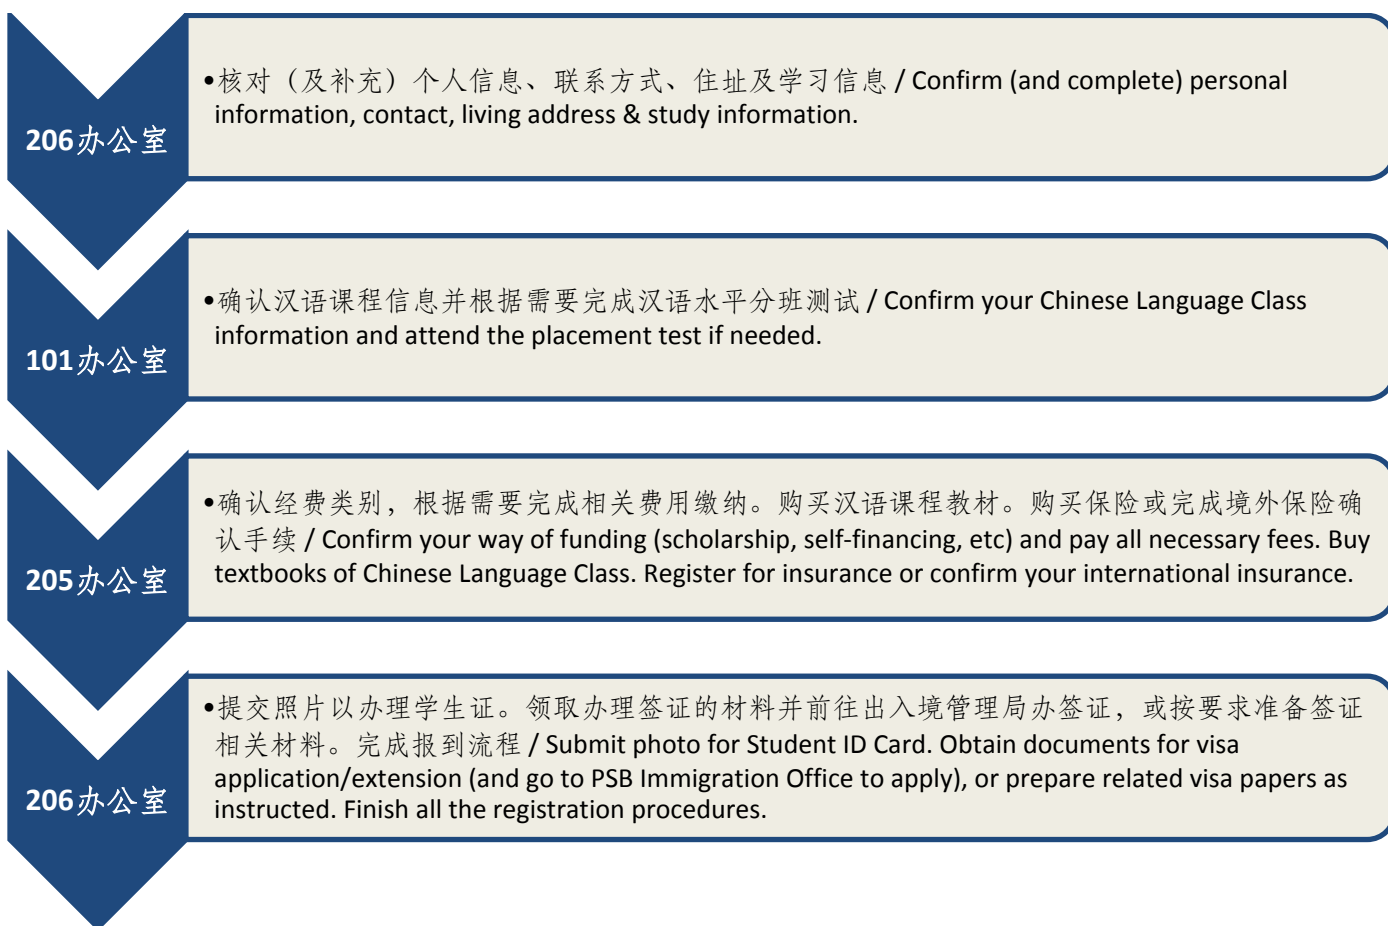 206办公室
•核对（及补充）个人信息、联系方式、住址及学习信息 / Confirm (and complete) personal
information, contact, living address & study information.
101办公室
•确认汉语课程信息并根据需要完成汉语水平分班测试 / Confirm your Chinese Language Class
information and attend the placement test if needed.
205办公室
•确认经费类别，根据需要完成相关费用缴纳。购买汉语课程教材。购买保险或完成境外保险确
认手续 / Confirm your way of funding (scholarship, self-financing, etc) and pay all necessary fees. Buy
textbooks of Chinese Language Class. Register for insurance or confirm your international insurance.
206办公室
•提交照片以办理学生证。领取办理签证的材料并前往出入境管理局办签证，或按要求准备签证
相关材料。完成报到流程 / Submit photo for Student ID Card. Obtain documents for visa
application/extension (and go to PSB Immigration Office to apply), or prepare related visa papers as
instructed. Finish all the registration procedures.